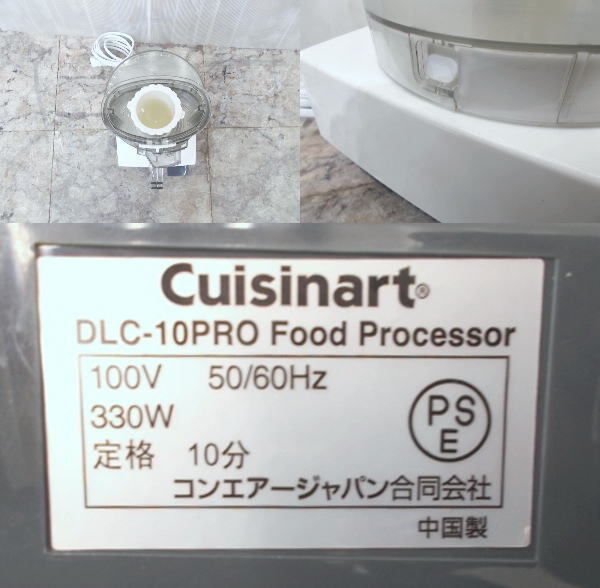 Cuisinart®
DLC-10PRO Food Processor
100V 50/60Hz
330W
PSE
定格 10分
コンエアージャパン合同会社
中国製